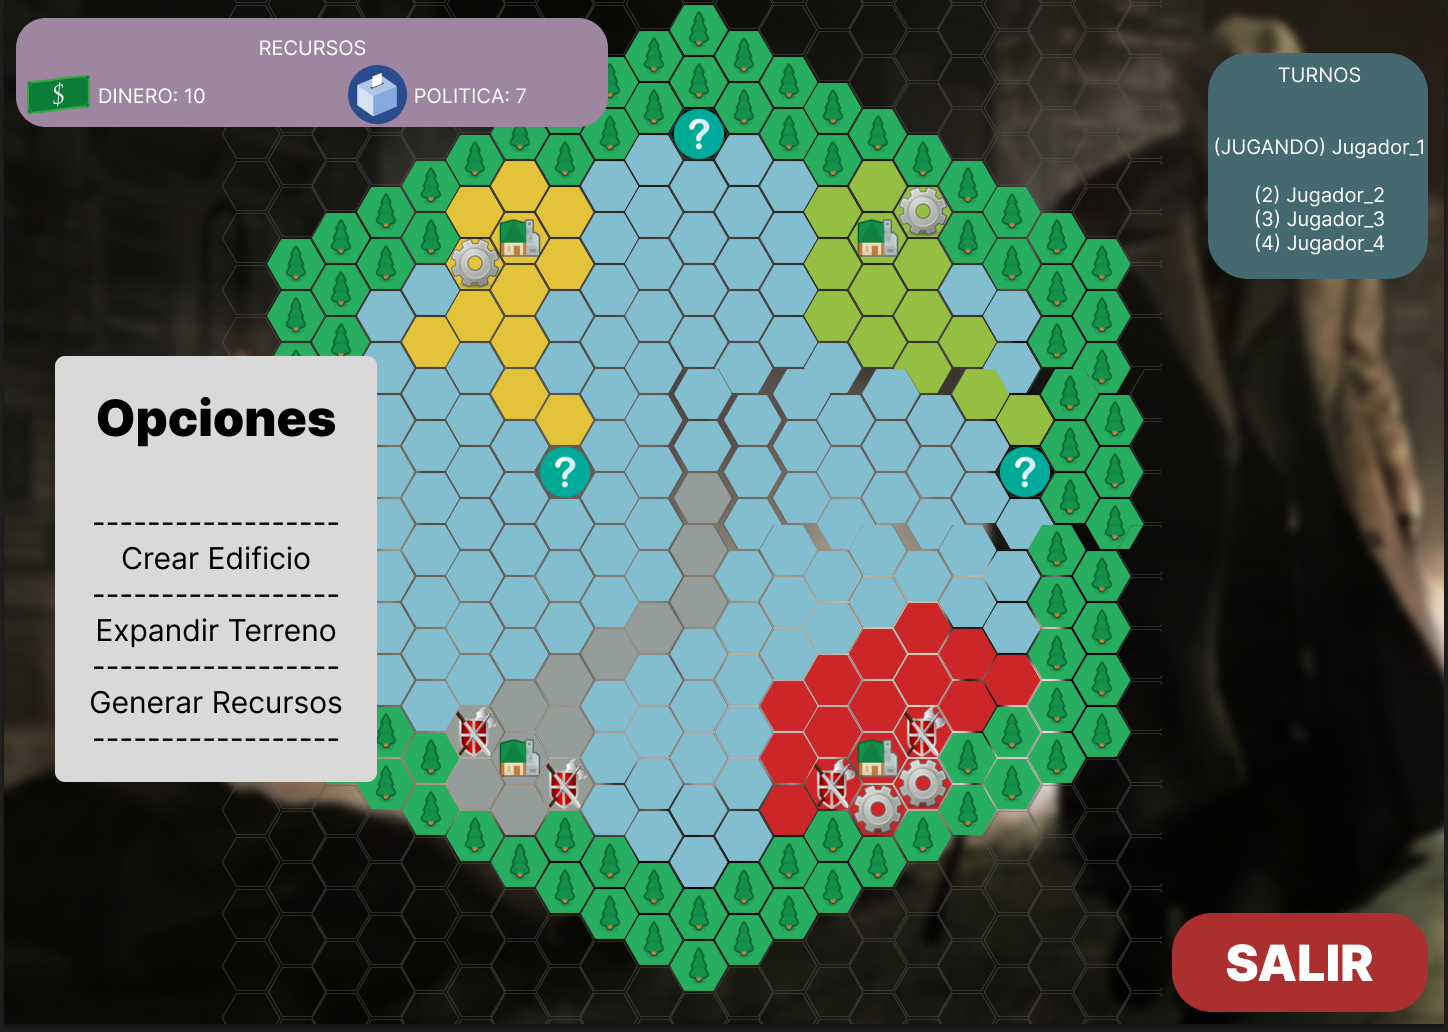 RECURSOS
$ DINERO: 10
POLITICA: 7
TURNOS
(JUGANDO) Jugador_1
(2) Jugador_2
(3) Jugador_3
(4) Jugador_4
?
?
?
Opciones
------------------
Crear Edificio
------------------
Expandir Terreno
------------------
Generar Recursos
------------------
SALIR